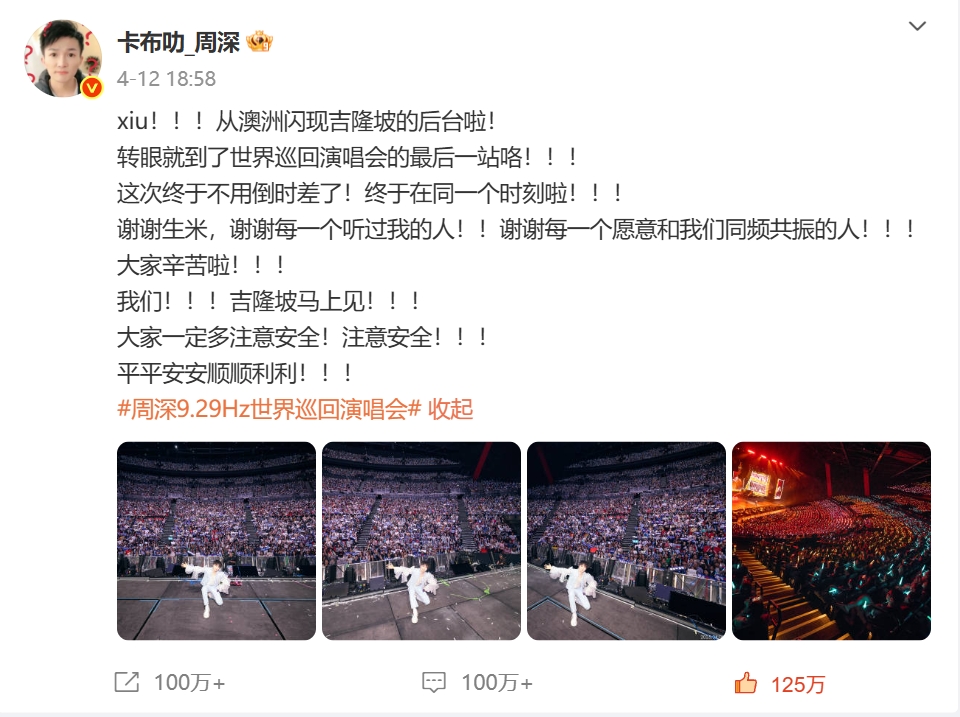 卡布叻_周深
4-12 18:58
xiu！！！从澳洲闪现吉隆坡的后台啦！
转眼就到了世界巡回演唱会的最后一站咯！！！
这次终于不用倒时差了！终于在同一个时刻啦！！！
谢谢生米，谢谢每一个听过我的人！！谢谢每一个愿意和我们同频共振的人！！！
大家辛苦啦！！！
我们！！！吉隆坡马上见！！！
大家一定多注意安全！注意安全！！！
平平安安顺顺利利！！！
#周深9.29Hz世界巡回演唱会# 收起
100万+
100万+
125万